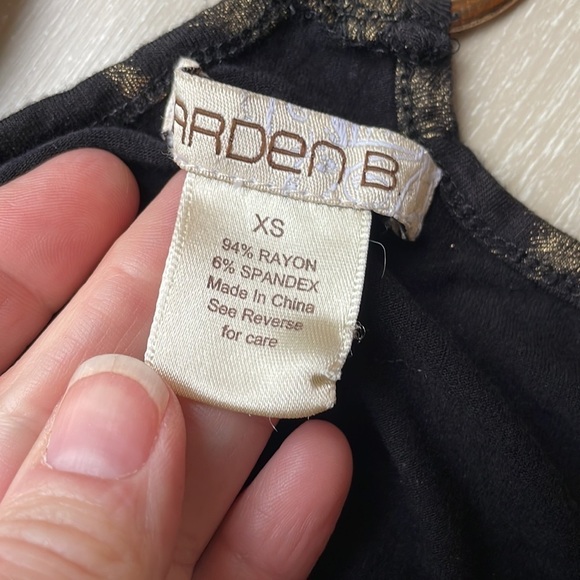 ARDen B
XS
94% RAYON
6% SPANDEX
Made In China
See Reverse
for care